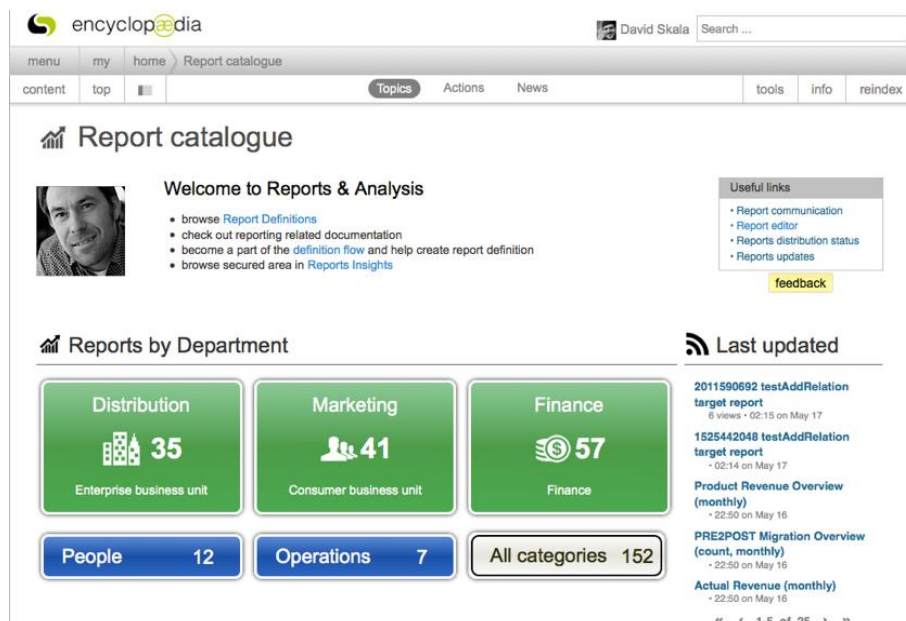 encyclopædia
David Skala
Search ...
menu
my
home
Report catalogue
content
top
Topics
Actions
News
tools
info
reindex
Report catalogue
Welcome to Reports & Analysis
• browse Report Definitions
• check out reporting related documentation
• become a part of the definition flow and help create report definition
• browse secured area in Reports Insights
Useful links
• Report communication
• Report editor
• Reports distribution status
• Reports updates
feedback
Reports by Department
Distribution
35
Enterprise business unit
Marketing
41
Consumer business unit
Finance
57
Finance
People 12
Operations 7
All categories 152
Last updated
2011590692 testAddRelation
target report
6 views • 02:15 on May 17
1525442048 testAddRelation
target report
• 02:14 on May 17
Product Revenue Overview
(monthly)
• 22:50 on May 16
PRE2POST Migration Overview
(count, monthly)
• 22:50 on May 16
Actual Revenue (monthly)
• 22:50 on May 16
« ‹ 1-5 of 25 › »